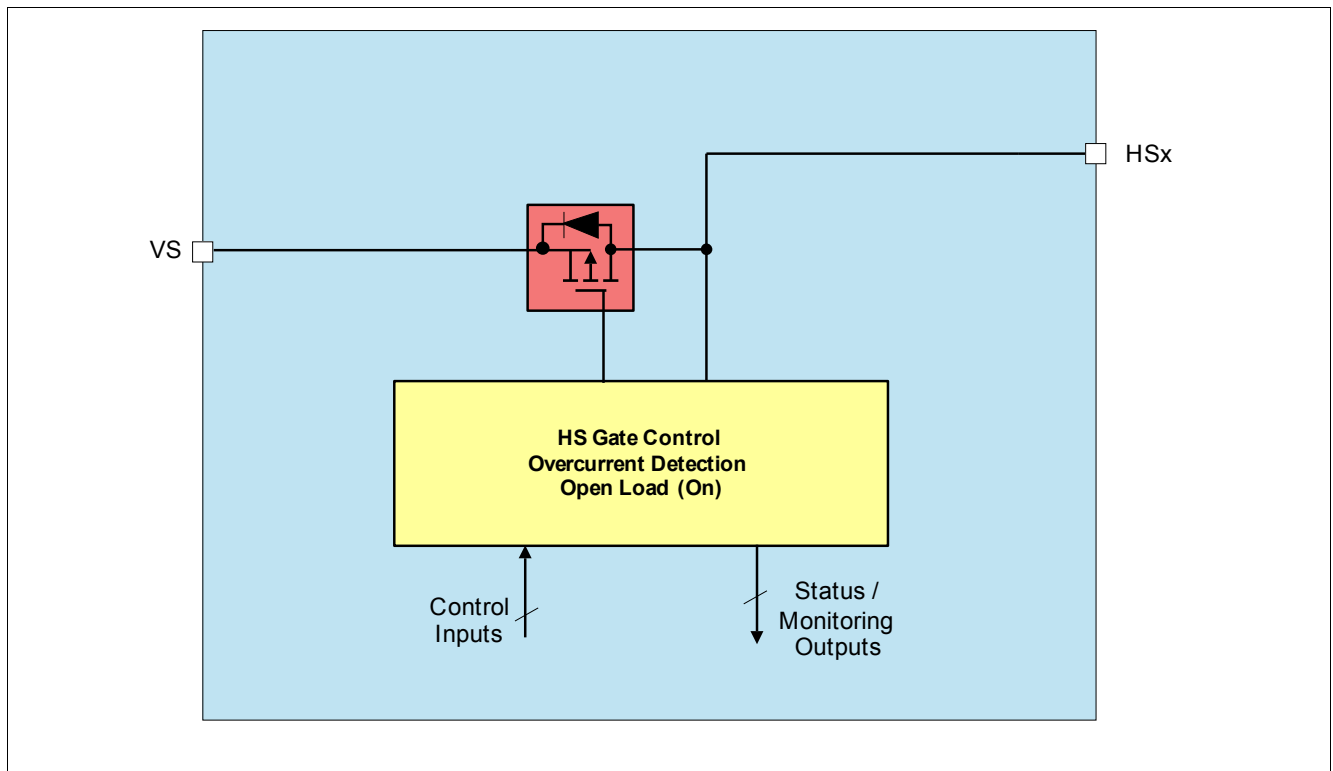 HSx
VS
HS Gate Control
Overcurrent Detection
Open Load (On)
Control
Inputs
Status /
Monitoring
Outputs